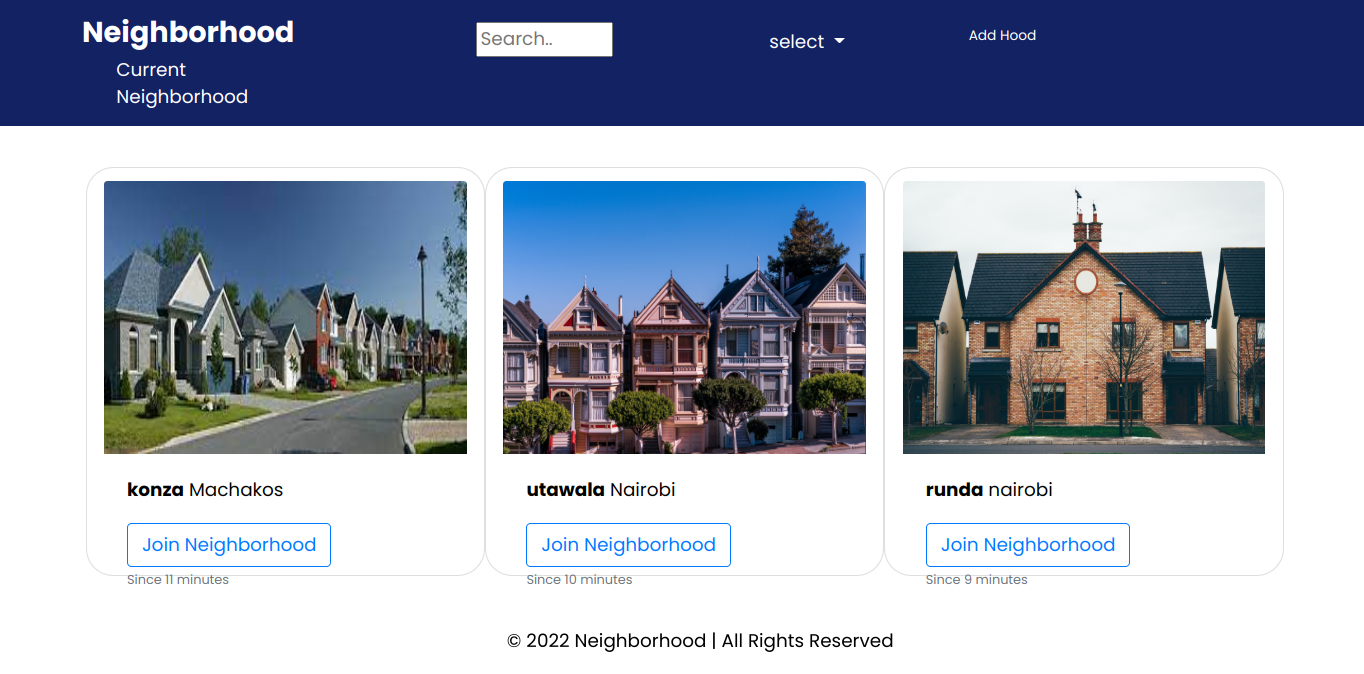 Neighborhood
Search..
select
Add Hood
Current
Neighborhood
konza Machakos
Join Neighborhood
Since 11 minutes
utawala Nairobi
Join Neighborhood
Since 10 minutes
runda nairobi
Join Neighborhood
Since 9 minutes
© 2022 Neighborhood | All Rights Reserved